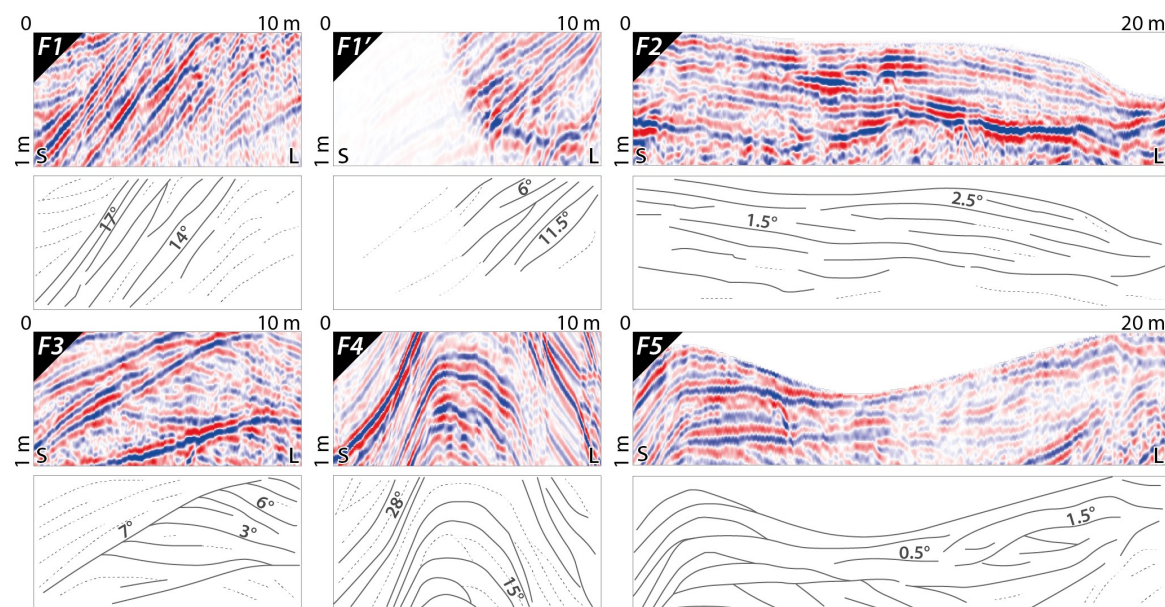 0 10 m 0 10 m 0 20 m
F1 F1’ F2
1 m S L 1 m S L 1 m S L
17° 14° 6° 11.5° 1.5° 2.5°
0 10 m 0 10 m 0 20 m
F3 F4 F5
1 m S L 1 m S L 1 m S L
7° 6° 3° 28° 15° 0.5° 1.5°